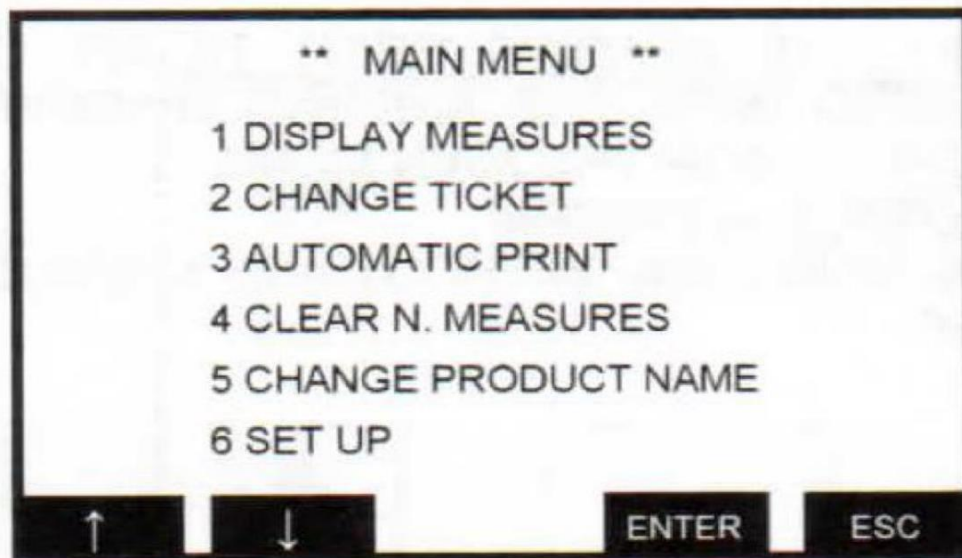 ** MAIN MENU **
1 DISPLAY MEASURES
2 CHANGE TICKET
3 AUTOMATIC PRINT
4 CLEAR N. MEASURES
5 CHANGE PRODUCT NAME
6 SET UP
↑ ↓ ENTER ESC